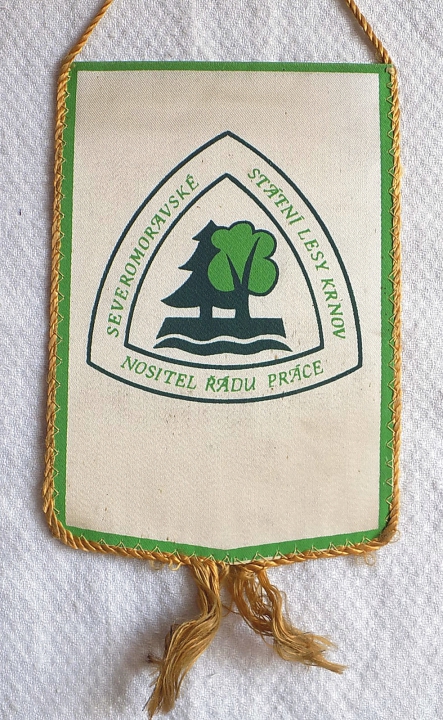 SEVEROMORAVSKÉ
STÁTNÍ LESY KRNOV
NOSITEL ŘÁDU PRÁCE